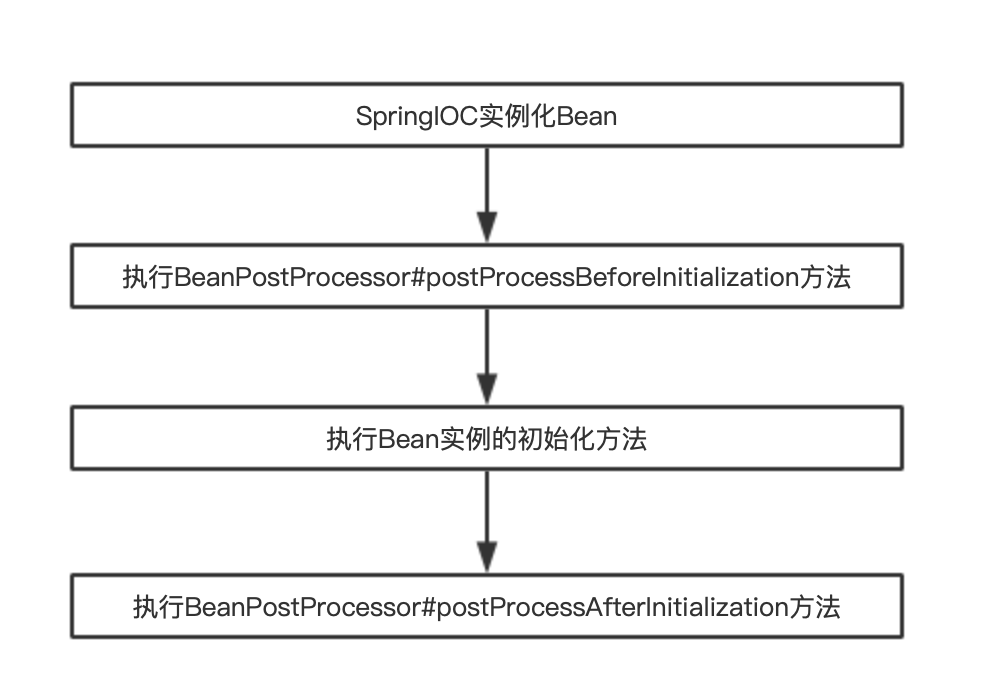 SpringIOC实例化Bean
执行BeanPostProcessor#postProcessBeforeInitialization方法
执行Bean实例的初始化方法
执行BeanPostProcessor#postProcessAfterInitialization方法